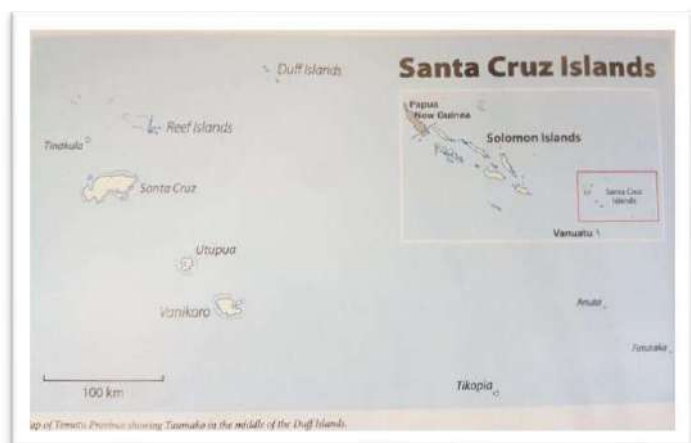 Duff Islands
Santa Cruz Islands
Papua
New Guinea
Solomon Islands
Reef Islands
Tinakula
Santa Cruz
Santa Cruz
Islands
Vanuatu
Utupua
Vanikoro
Anuta
Fatutaka
100 km
Tikopia
ap of Temotu Province showing Taumako in the middle of the Duff Islands.